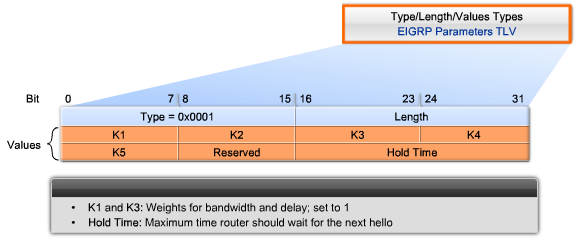 Type/Length/Values Types
EIGRP Parameters TLV
Bit 0 7 8 15 16 23 24 31
Type = 0x0001 Length
Values
K1 K2 K3 K4
K5 Reserved Hold Time
• K1 and K3: Weights for bandwidth and delay; set to 1
• Hold Time: Maximum time router should wait for the next hello